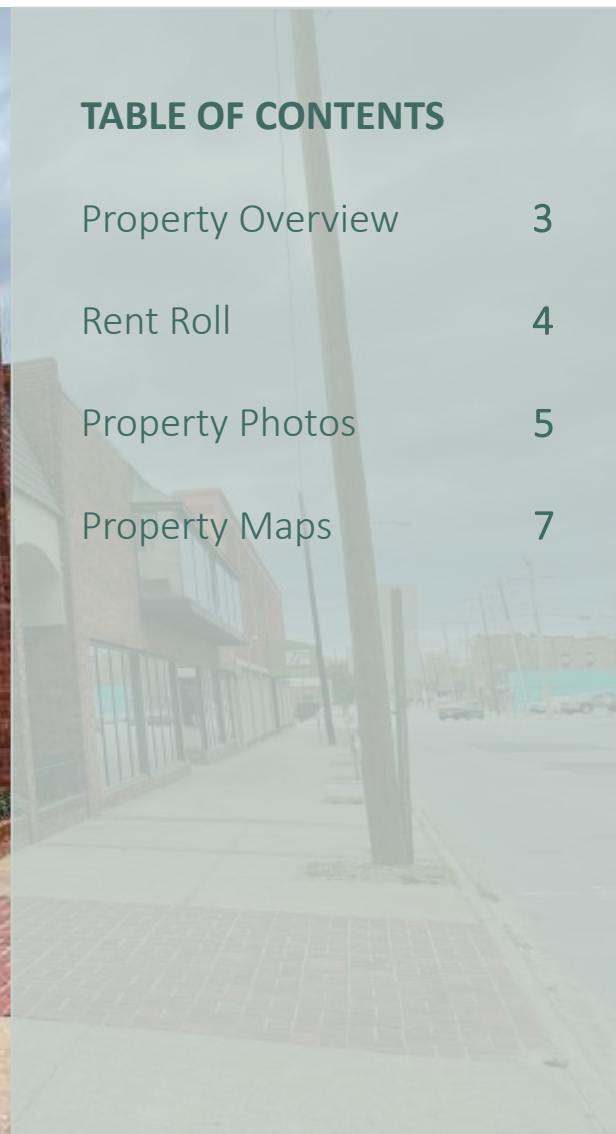 TABLE OF CONTENTS
Property Overview 3
Rent Roll 4
Property Photos 5
Property Maps 7